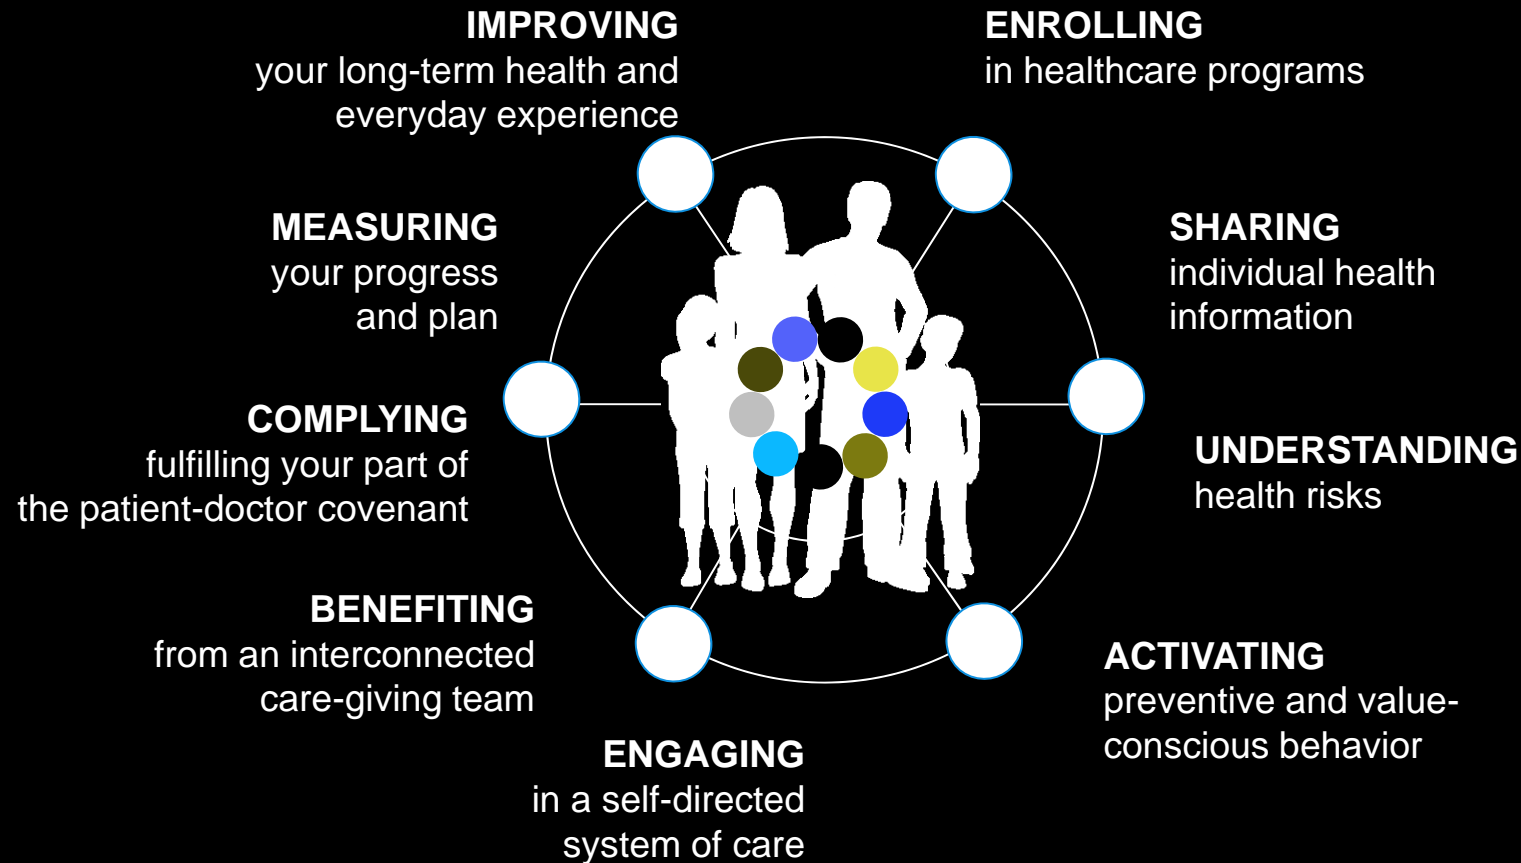 IMPROVING
your long-term health and
everyday experience
ENROLLING
in healthcare programs
MEASURING
your progress
and plan
SHARING
individual health
information
COMPLYING
fulfilling your part of
the patient-doctor covenant
UNDERSTANDING
health risks
BENEFITING
from an interconnected
care-giving team
ACTIVATING
preventive and value-
conscious behavior
ENGAGING
in a self-directed
system of care